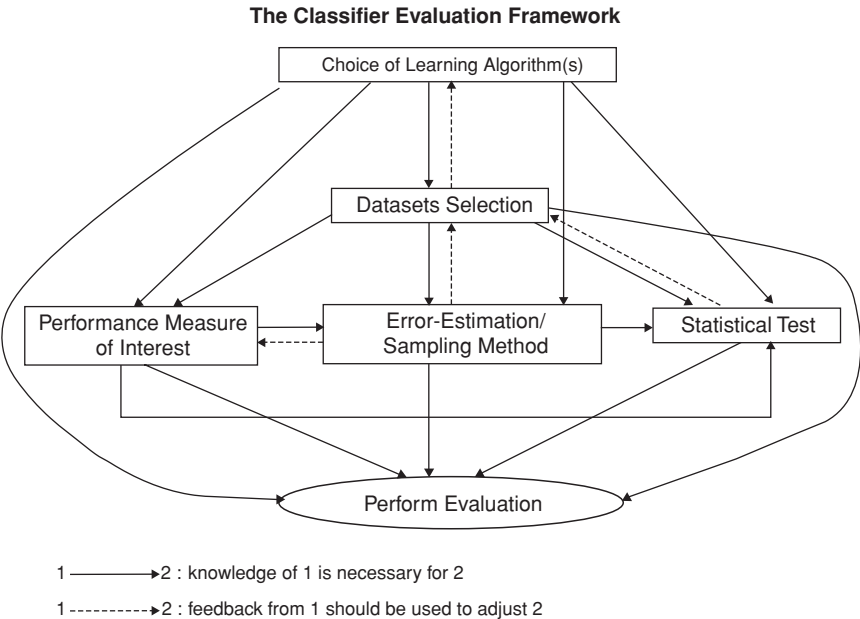 The Classifier Evaluation Framework
Choice of Learning Algorithm(s)
Datasets Selection
Performance Measure
of Interest
Error-Estimation/
Sampling Method
Statistical Test
Perform Evaluation
1 2 : knowledge of 1 is necessary for 2
1 2 : feedback from 1 should be used to adjust 2